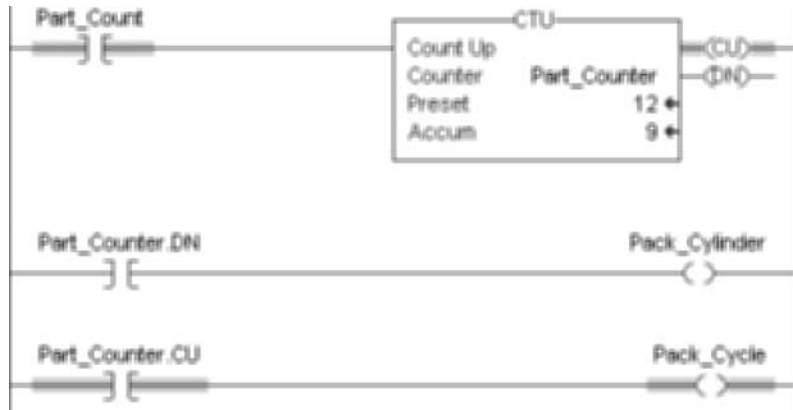 Part_Count
CTU
Count Up
Counter Part_Counter
Preset 12
Accum 9
CU
DN
Part_Counter.DN
Pack_Cylinder
Part_Counter.CU
Pack_Cycle